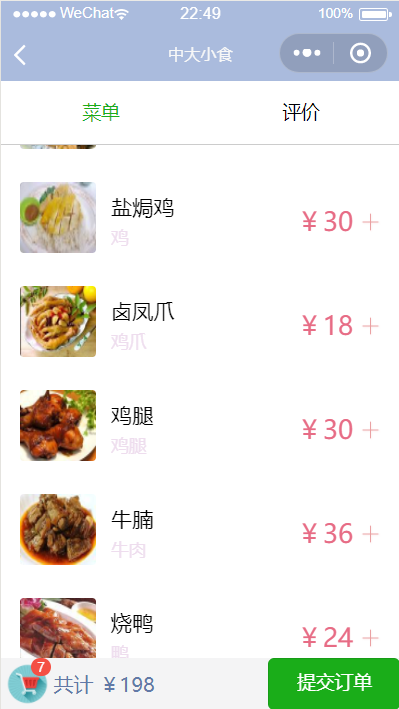 WeChat 22:49 100%
中大小食
菜单 评价
盐焗鸡
鸡
¥30 +
卤凤爪
鸡爪
¥18 +
鸡腿
鸡腿
¥30 +
牛腩
牛肉
¥36 +
烧鸭
鸭
¥24 +
7
共计 ¥198 提交订单